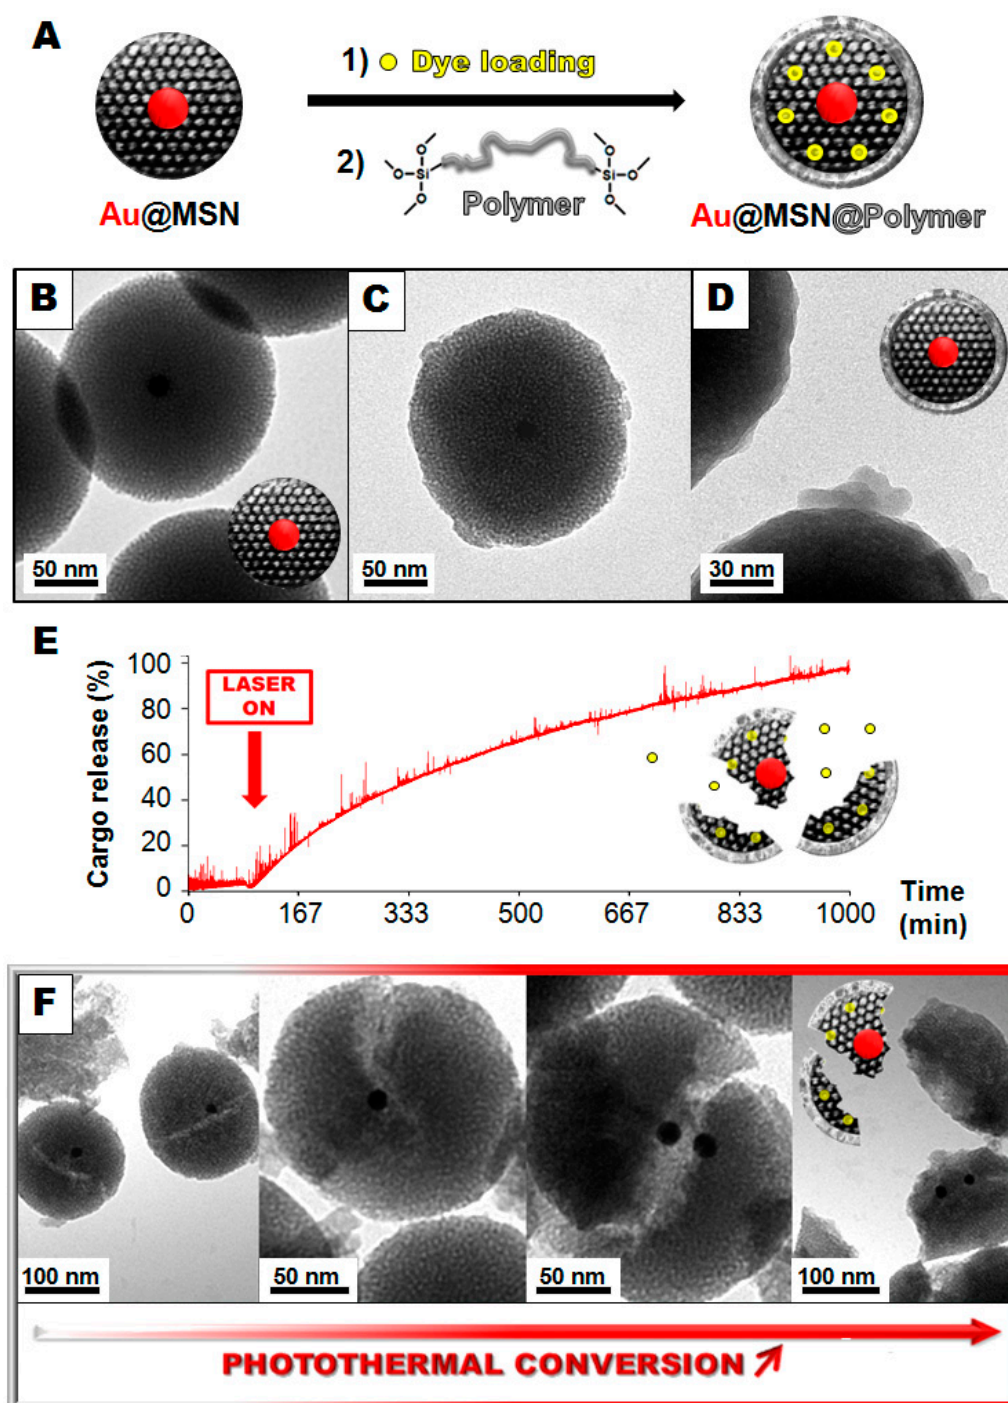 A
1) Dye loading
2)
O
O
Si
O
O
Si
O
O
Polymer
Au@MSN
Au@MSN@Polymer
B
C
D
50 nm
50 nm
30 nm
E
Cargo release (%)
100
80
60
40
20
0
LASER
ON
0
167
333
500
667
833
1000
Time
(min)
F
100 nm
50 nm
50 nm
100 nm
PHOTOTHERMAL CONVERSION ↗